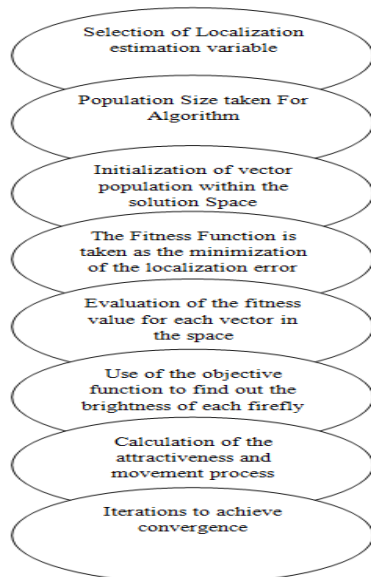 Selection of Localization
estimation variable
Population Size taken For
Algorithm
Initialization of vector
population within the
solution Space
The Fitness Function is
taken as the minimization
of the localization error
Evaluation of the fitness
value for each vector in
the space
Use of the objective
function to find out the
brightness of each firefly
Calculation of the
attractiveness and
movement process
Iterations to achieve
convergence